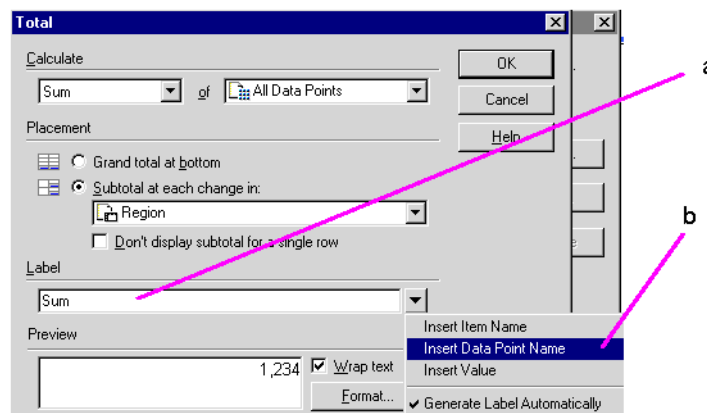 Total
Calculate
OK
Sum of All Data Points
Cancel
Placement
Help
Grand total at bottom
Subtotal at each change in:
Region
Don't display subtotal for a single row
Label
Sum
Insert Item Name
Insert Data Point Name
Insert Value
Generate Label Automatically
Preview
1,234
Wrap text
Format...
a
b